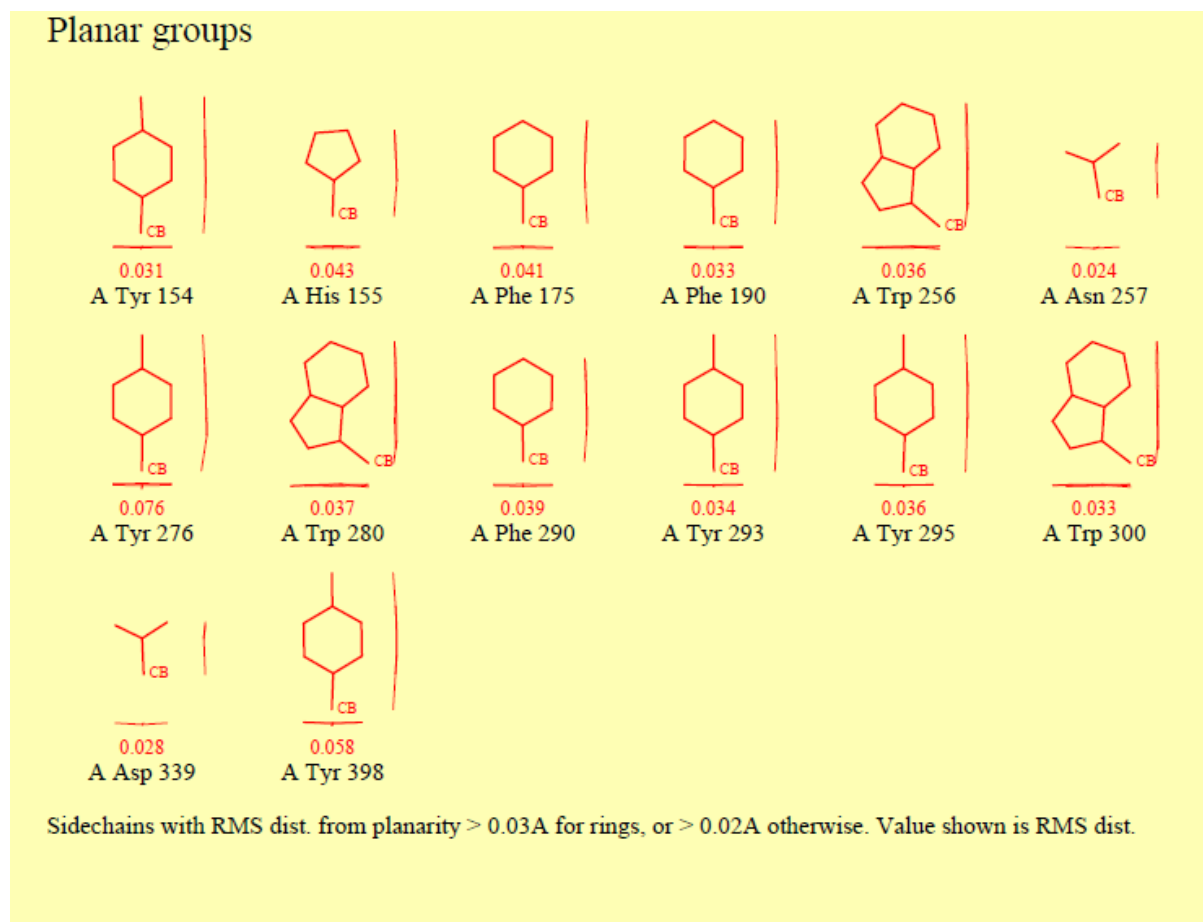 Planar groups
CB CB CB CB CB CB
0.031 0.043 0.041 0.033 0.036 0.024
A Tyr 154 A His 155 A Phe 175 A Phe 190 A Trp 256 A Asn 257
CB CB CB CB CB CB
0.076 0.037 0.039 0.034 0.036 0.033
A Tyr 276 A Trp 280 A Phe 290 A Tyr 293 A Tyr 295 A Trp 300
CB CB
0.028 0.058
A Asp 339 A Tyr 398
Sidechains with RMS dist. from planarity > 0.03A for rings, or > 0.02A otherwise. Value shown is RMS dist.